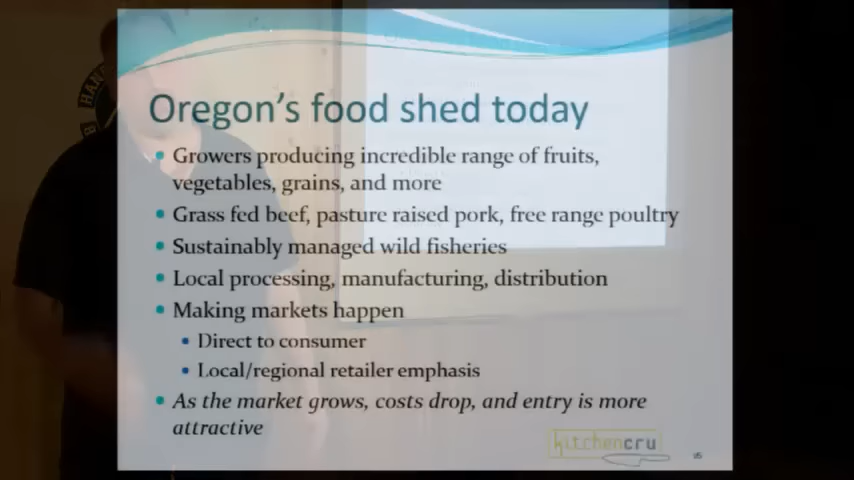 Oregon's food shed today
Growers producing incredible range of fruits,
vegetables, grains, and more
Grass fed beef, pasture raised pork, free range poultry
Sustainably managed wild fisheries
Local processing, manufacturing, distribution
Making markets happen
Direct to consumer
Local/regional retailer emphasis
As the market grows, costs drop, and entry is more
attractive
kitchencru